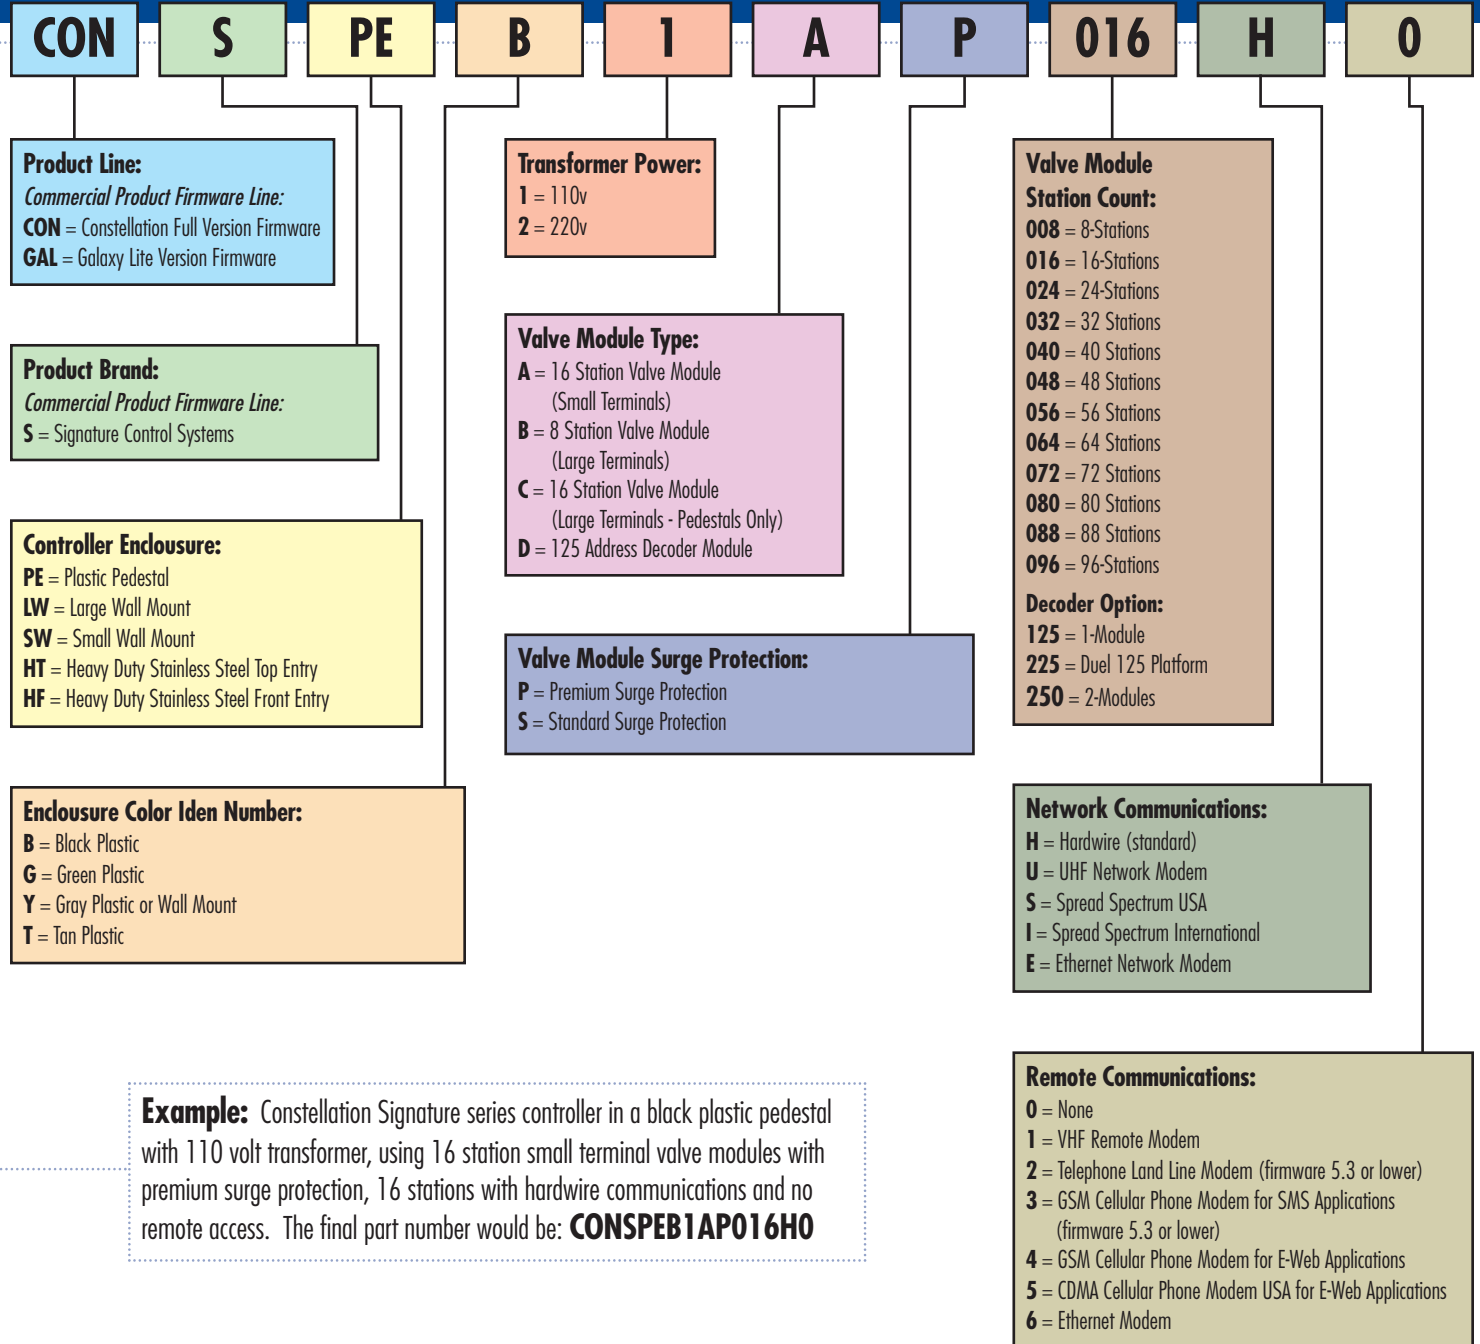 CON S PE B 1 A P 016 H 0
Product Line:
Commercial Product Firmware Line:
CON = Constellation Full Version Firmware
GAL = Galaxy Lite Version Firmware
Product Brand:
Commercial Product Firmware Line:
S = Signature Control Systems
Controller Enclousure:
PE = Plastic Pedestal
LW = Large Wall Mount
SW = Small Wall Mount
HT = Heavy Duty Stainless Steel Top Entry
HF = Heavy Duty Stainless Steel Front Entry
Enclousure Color Iden Number:
B = Black Plastic
G = Green Plastic
Y = Gray Plastic or Wall Mount
T = Tan Plastic
Transformer Power:
1 = 110v
2 = 220v
Valve Module Type:
A = 16 Station Valve Module
(Small Terminals)
B = 8 Station Valve Module
(Large Terminals)
C = 16 Station Valve Module
(Large Terminals - Pedestals Only)
D = 125 Address Decoder Module
Valve Module Surge Protection:
P = Premium Surge Protection
S = Standard Surge Protection
Valve Module
Station Count:
008 = 8-Stations
016 = 16-Stations
024 = 24-Stations
032 = 32 Stations
040 = 40 Stations
048 = 48 Stations
056 = 56 Stations
064 = 64 Stations
072 = 72 Stations
080 = 80 Stations
088 = 88 Stations
096 = 96-Stations
Decoder Option:
125 = 1-Module
225 = Duel 125 Platform
250 = 2-Modules
Network Communications:
H = Hardwire (standard)
U = UHF Network Modem
S = Spread Spectrum USA
I = Spread Spectrum International
E = Ethernet Network Modem
Remote Communications:
0 = None
1 = VHF Remote Modem
2 = Telephone Land Line Modem (firmware 5.3 or lower)
3 = GSM Cellular Phone Modem for SMS Applications
(firmware 5.3 or lower)
4 = GSM Cellular Phone Modem for E-Web Applications
5 = CDMA Cellular Phone Modem USA for E-Web Applications
6 = Ethernet Modem
Example: Constellation Signature series controller in a black plastic pedestal
with 110 volt transformer, using 16 station small terminal valve modules with
premium surge protection, 16 stations with hardwire communications and no
remote access. The final part number would be: CONSPEB1AP016H0